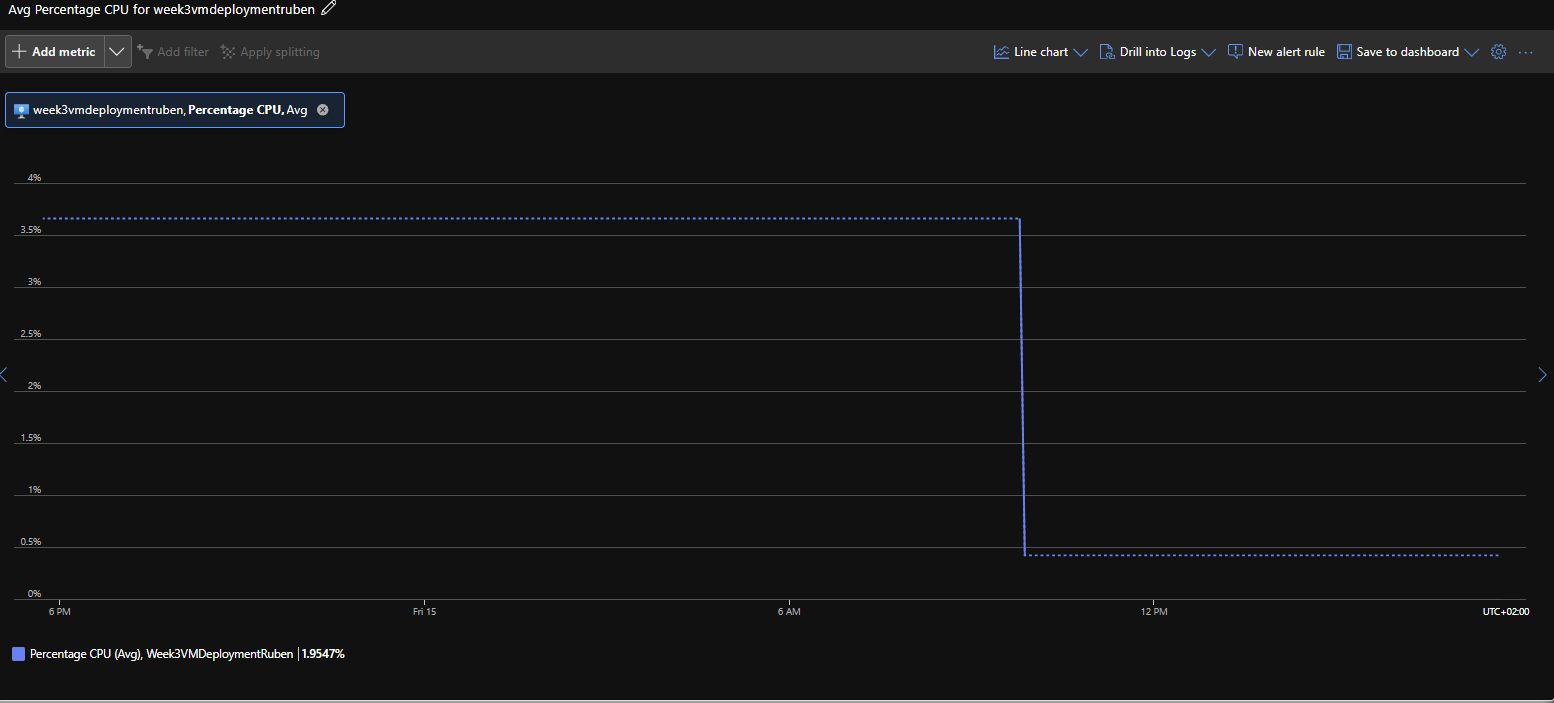 Avg Percentage CPU for week3vmdeploymentruben
Add metric Add filter Apply splitting Line chart Drill into Logs New alert rule Save to dashboard ...
week3vmdeploymentruben, Percentage CPU, Avg
4%
3.5%
3%
2.5%
2%
1.5%
1%
0.5%
0%
6 PM Fri 15 6 AM 12 PM UTC+02:00
Percentage CPU (Avg), Week3VMDeploymentRuben | 1.9547%